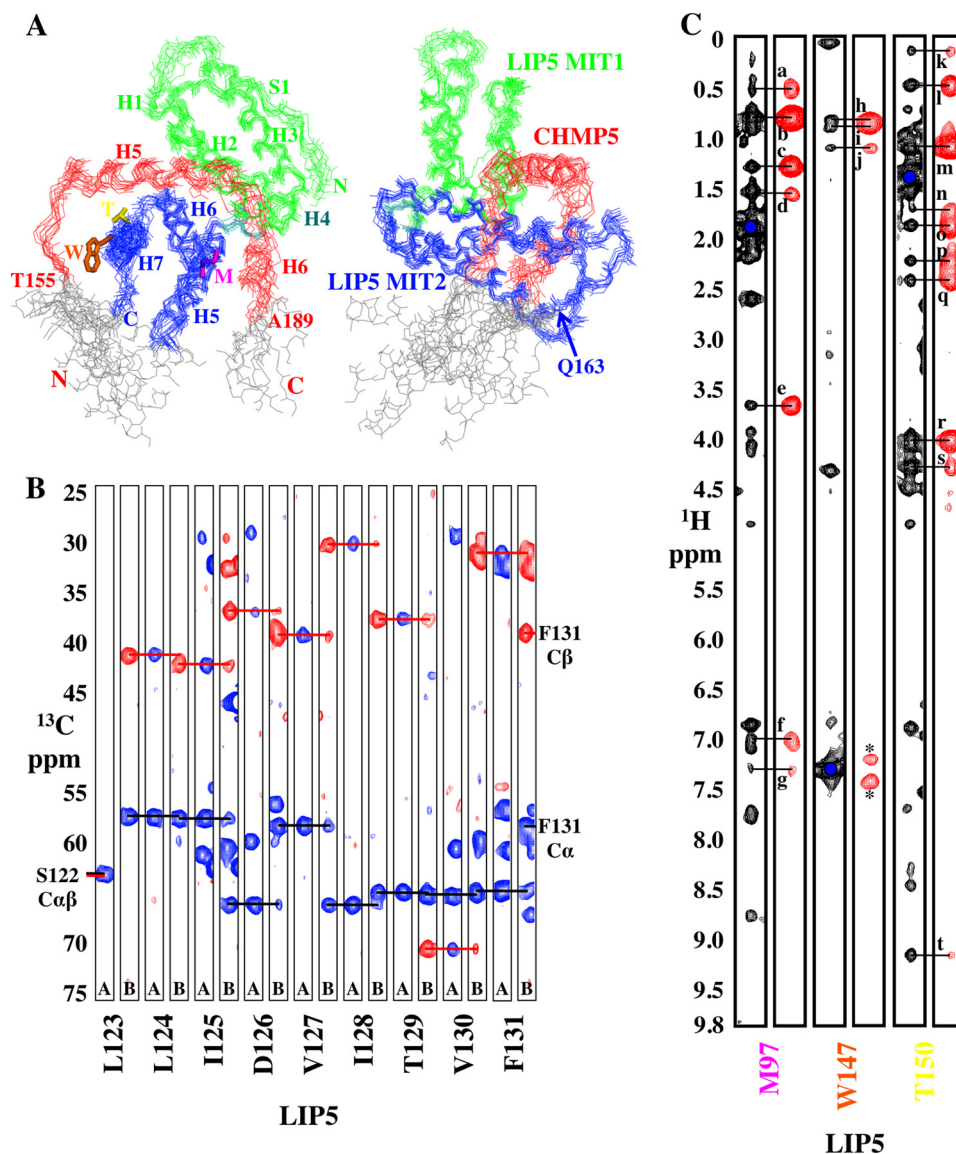 A
LIP5 MIT1
H1
S1
H2
H3
CHMP5
H5
N
T
H6
H4
W
H7
LIP5 MIT2
T155
M
H6
C
H5
A189
Q163
N
C
B
25
30
35
40
F131
Cβ
45
13C
ppm
55
60
F131
Cα
S122
Cαβ
70
75
A B A B A B A B A B A B A B A B A B
L123 L124 I125 D126 V127 I128 T129 V130 F131
LIP5
C
0
k
a
0.5
l
h
b
1.0
i
c
j
m
1.5
d
n
2.0
o
p
2.5
q
3.0
3.5
e
4.0
r
s
4.5
1H
ppm
5.5
6.0
6.5
f
7.0
*
g
7.5
*
8.0
8.5
9.0
t
9.5
9.8
M97 W147 T150
LIP5